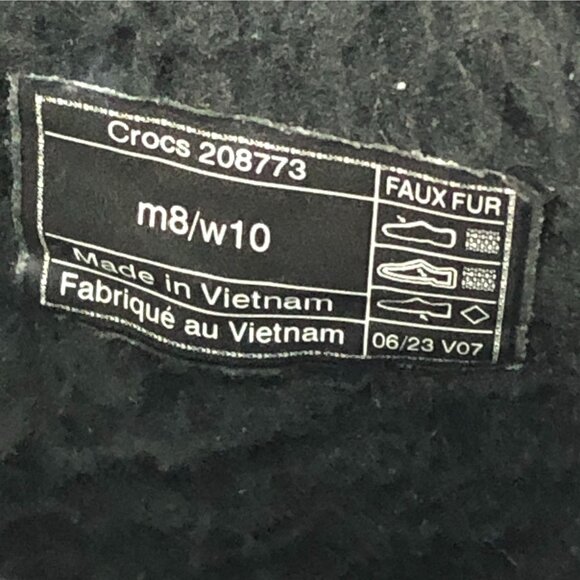 Crocs 208773
m8/w10
Made in Vietnam
Fabriqué au Vietnam
FAUX FUR
06/23 V07